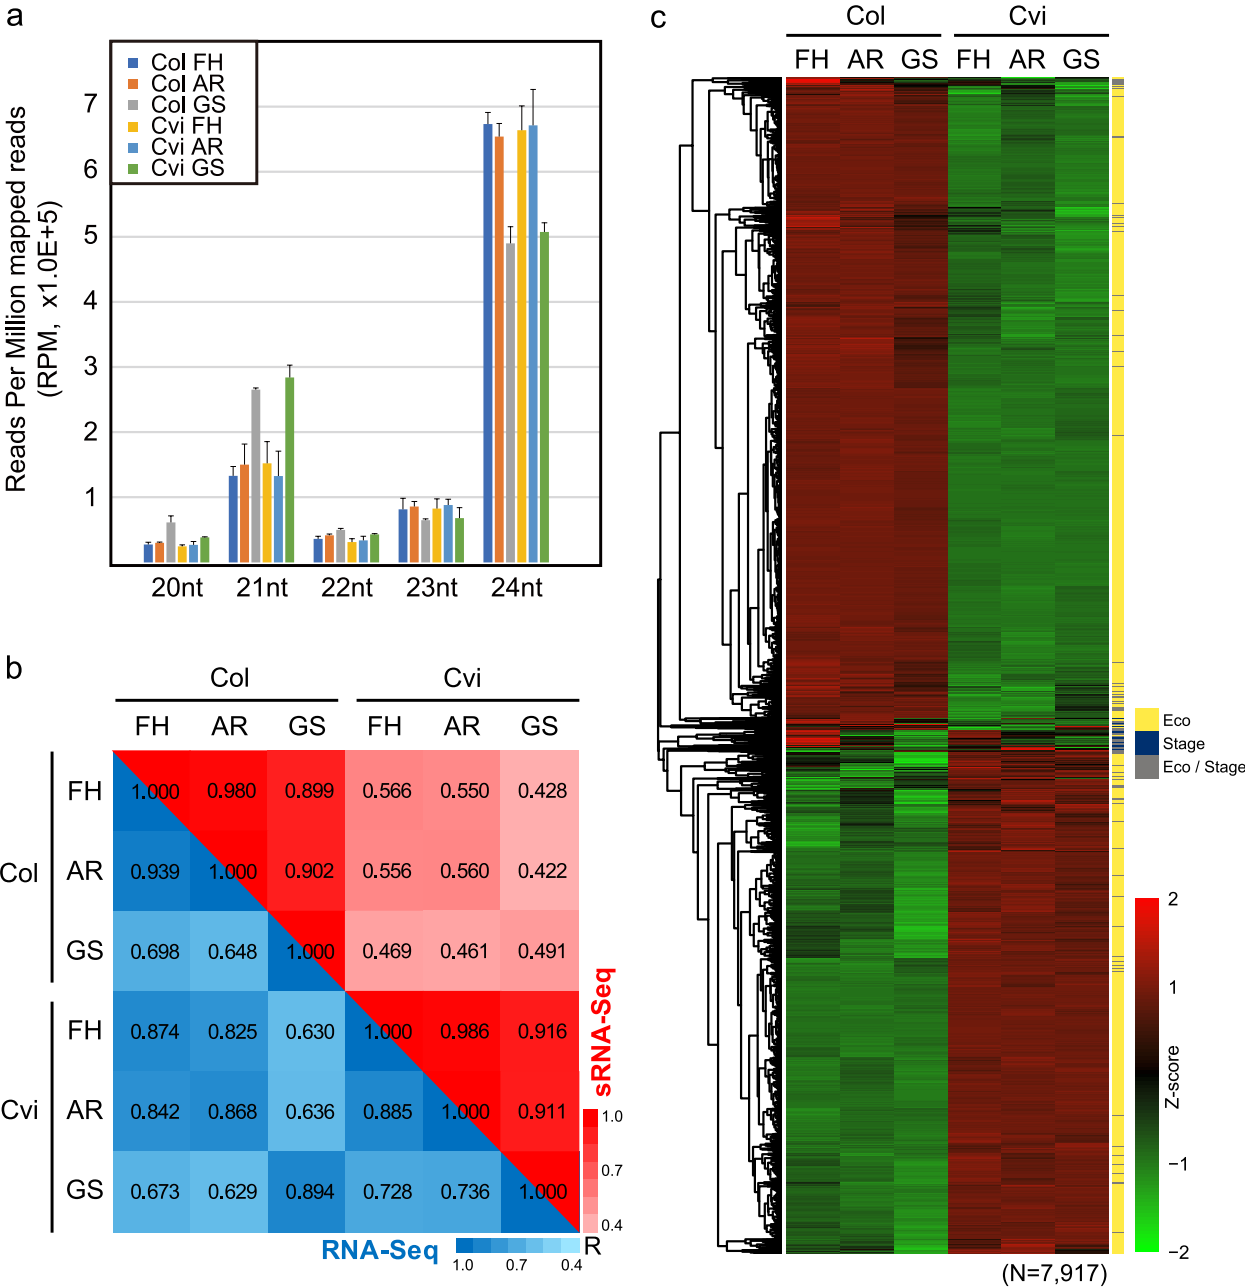 a
Reads Per Million mapped reads
(RPM, x1.0E+5)
7
6
5
4
3
2
1
Col FH
Col AR
Col GS
Cvi FH
Cvi AR
Cvi GS
20nt 21nt 22nt 23nt 24nt
b
Col Cvi
FH AR GS FH AR GS
Col
Cvi
FH 1.000 0.980 0.899 0.566 0.550 0.428
AR 0.939 1.000 0.902 0.556 0.560 0.422
GS 0.698 0.648 1.000 0.469 0.461 0.491
FH 0.874 0.825 0.630 1.000 0.986 0.916
AR 0.842 0.868 0.636 0.885 1.000 0.911
GS 0.673 0.629 0.894 0.728 0.736 1.000
sRNA-Seq
1.0
0.7
0.4
RNA-Seq
R
1.0 0.7 0.4
c
Col Cvi
FH AR GS FH AR GS
Eco
Stage
Eco / Stage
2
1
0
−1
−2
Z-score
(N=7,917)